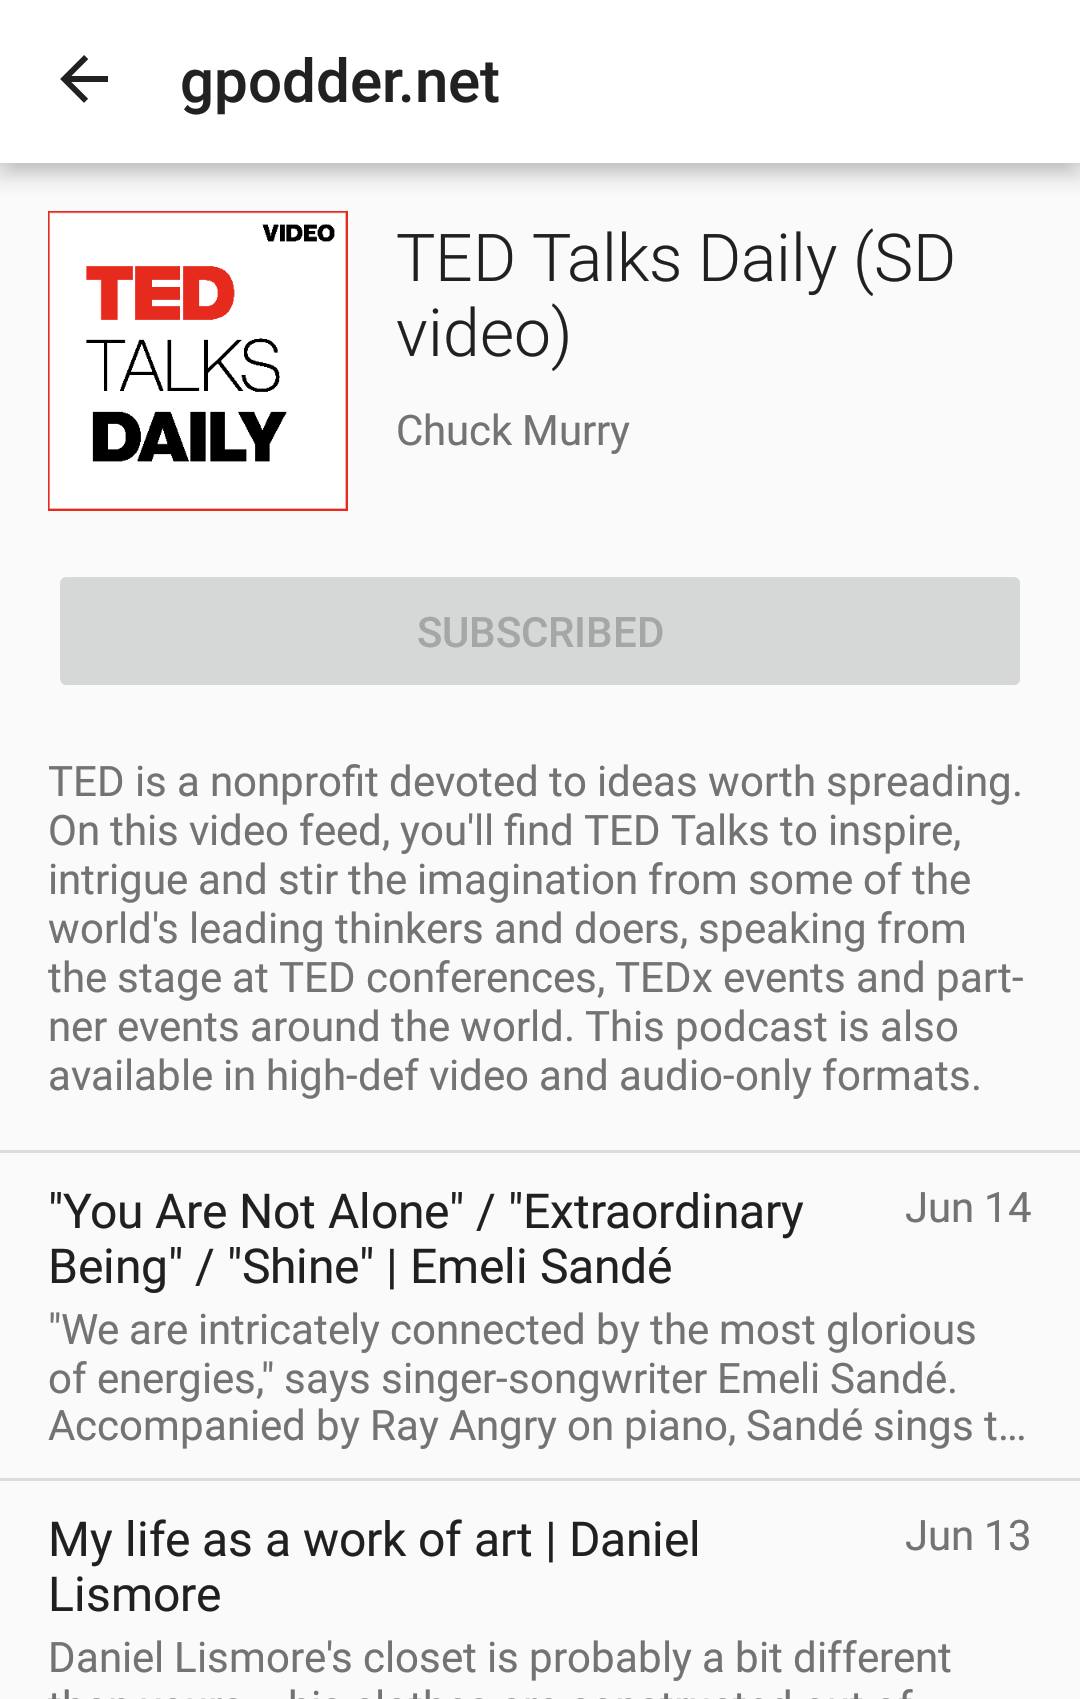 gpodder.net
VIDEO
TED
TALKS
DAILY
TED Talks Daily (SD
video)
Chuck Murry
SUBSCRIBED
TED is a nonprofit devoted to ideas worth spreading.
On this video feed, you'll find TED Talks to inspire,
intrigue and stir the imagination from some of the
world's leading thinkers and doers, speaking from
the stage at TED conferences, TEDx events and part-
ner events around the world. This podcast is also
available in high-def video and audio-only formats.
"You Are Not Alone" / "Extraordinary
Being" / "Shine" | Emeli Sandé
Jun 14
"We are intricately connected by the most glorious
of energies," says singer-songwriter Emeli Sandé.
Accompanied by Ray Angry on piano, Sandé sings t...
My life as a work of art | Daniel
Lismore
Jun 13
Daniel Lismore's closet is probably a bit different